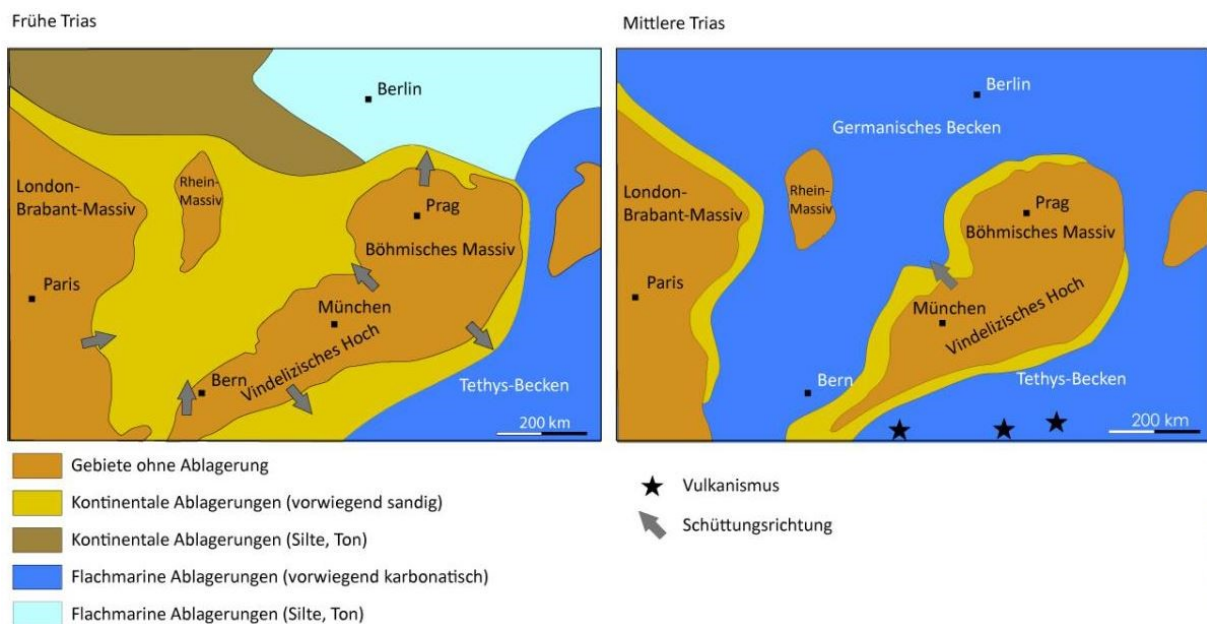 Frühe Trias
Berlin
London-
Brabant-Massiv
Rhein-
Massiv
Prag
Böhmisches Massiv
Paris
München
Vindelizisches Hoch
Bern
Tethys-Becken
200 km
Mittlere Trias
Berlin
Germanisches Becken
London-
Brabant-Massiv
Rhein-
Massiv
Prag
Böhmisches Massiv
Paris
München
Vindelizisches Hoch
Bern
Tethys-Becken
200 km
Gebiete ohne Ablagerung
Kontinentale Ablagerungen (vorwiegend sandig)
Kontinentale Ablagerungen (Silte, Ton)
Flachmarine Ablagerungen (vorwiegend karbonatisch)
Flachmarine Ablagerungen (Silte, Ton)
Vulkanismus
Schüttungsrichtung